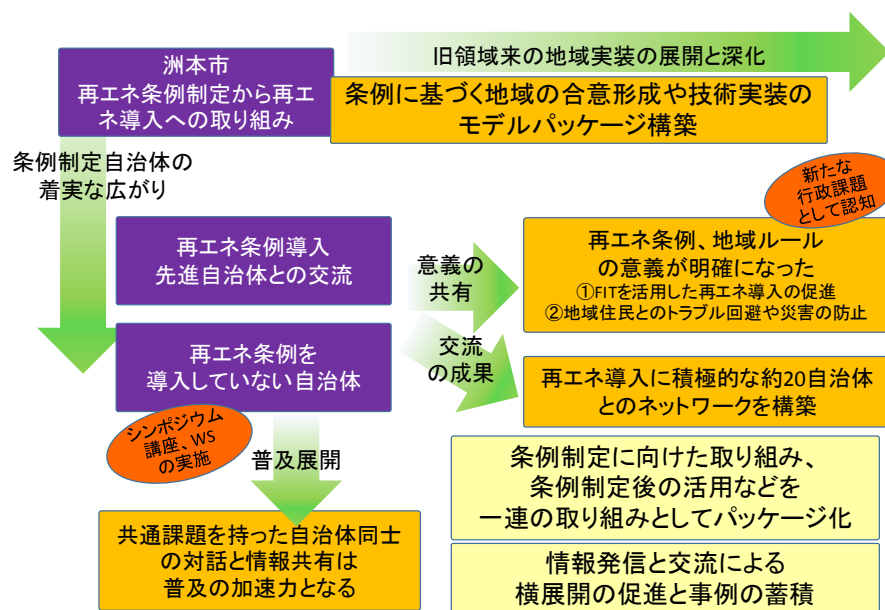 旧領域来の地域実装の展開と深化
洲本市
再エネ条例制定から再エ
ネ導入への取り組み
条例に基づく地域の合意形成や技術実装の
モデルパッケージ構築
条例制定自治体の
着実な広がり
新たな
行政課題
として認知
再エネ条例導入
先進自治体との交流
意義の
共有
再エネ条例、地域ルール
の意義が明確になった
①FITを活用した再エネ導入の促進
②地域住民とのトラブル回避や災害の防止
再エネ条例を
導入していない自治体
交流
の成果
再エネ導入に積極的な約20自治体
とのネットワークを構築
シンポジウム
講座、WS
の実施
普及展開
条例制定に向けた取り組み、
条例制定後の活用などを
一連の取り組みとしてパッケージ化
共通課題を持った自治体同士
の対話と情報共有は
普及の加速力となる
情報発信と交流による
横展開の促進と事例の蓄積